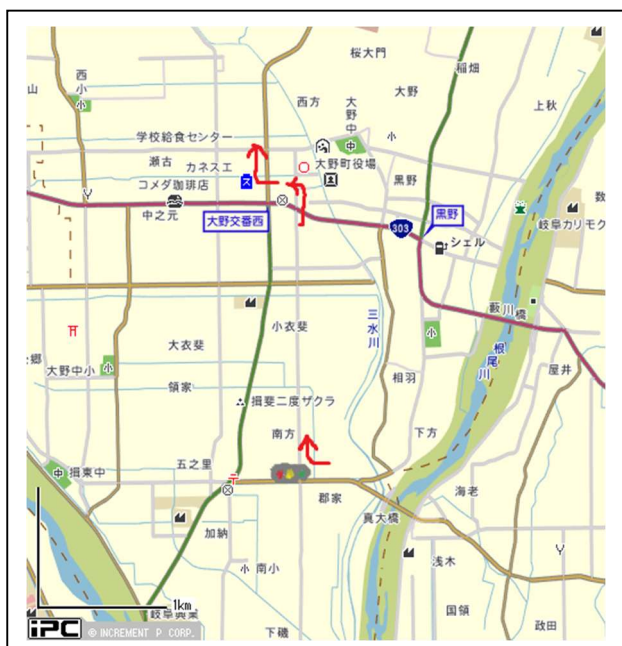 桜大門
稲畑
西小
小
山
大野
上秋
西方
大野中
中
小
学校給食センター
瀬古
カネスエ
大野町役場
黒野
コメダ珈琲店
ス
数
岐阜カリモク
中之元
大野交番西
303
黒野
シェル
藪川橋
三水川
小衣斐
大衣斐
小
根尾川
屋井
郷
大野中小
小
相羽
領家
揖斐二度ザクラ
南方
下方
中
揖東中
五之里
海老
郡家
真大橋
加納
浅木
小
南小
国領
1km
岐阜興業
下磯
政田
iPC
© INCREMENT P CORP.